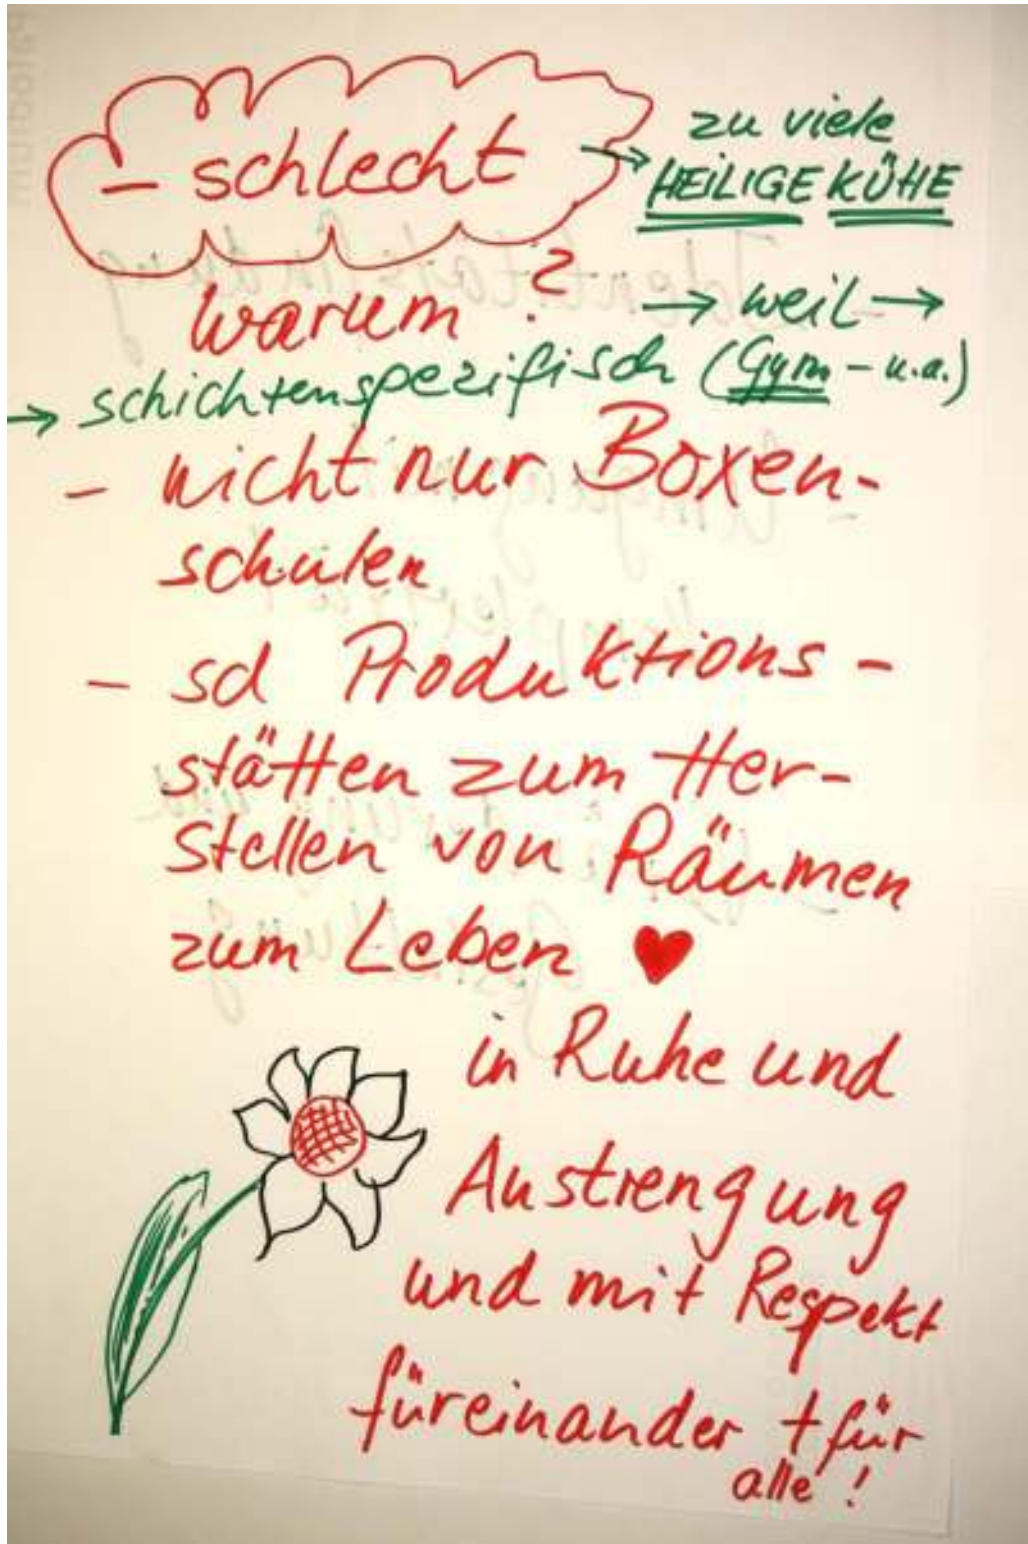 - schlecht → zu viele
HEILIGE KÜHE
warum? → weil →
→ schichtenspezifisch (Gym - u.a.)
- nicht nur Boxen-
schulen
- sd Produktions-
stätten zum Her-
stellen von Räumen
zum Leben ♥
in Ruhe und
Anstrengung
und mit Respekt
füreinander + für
alle!